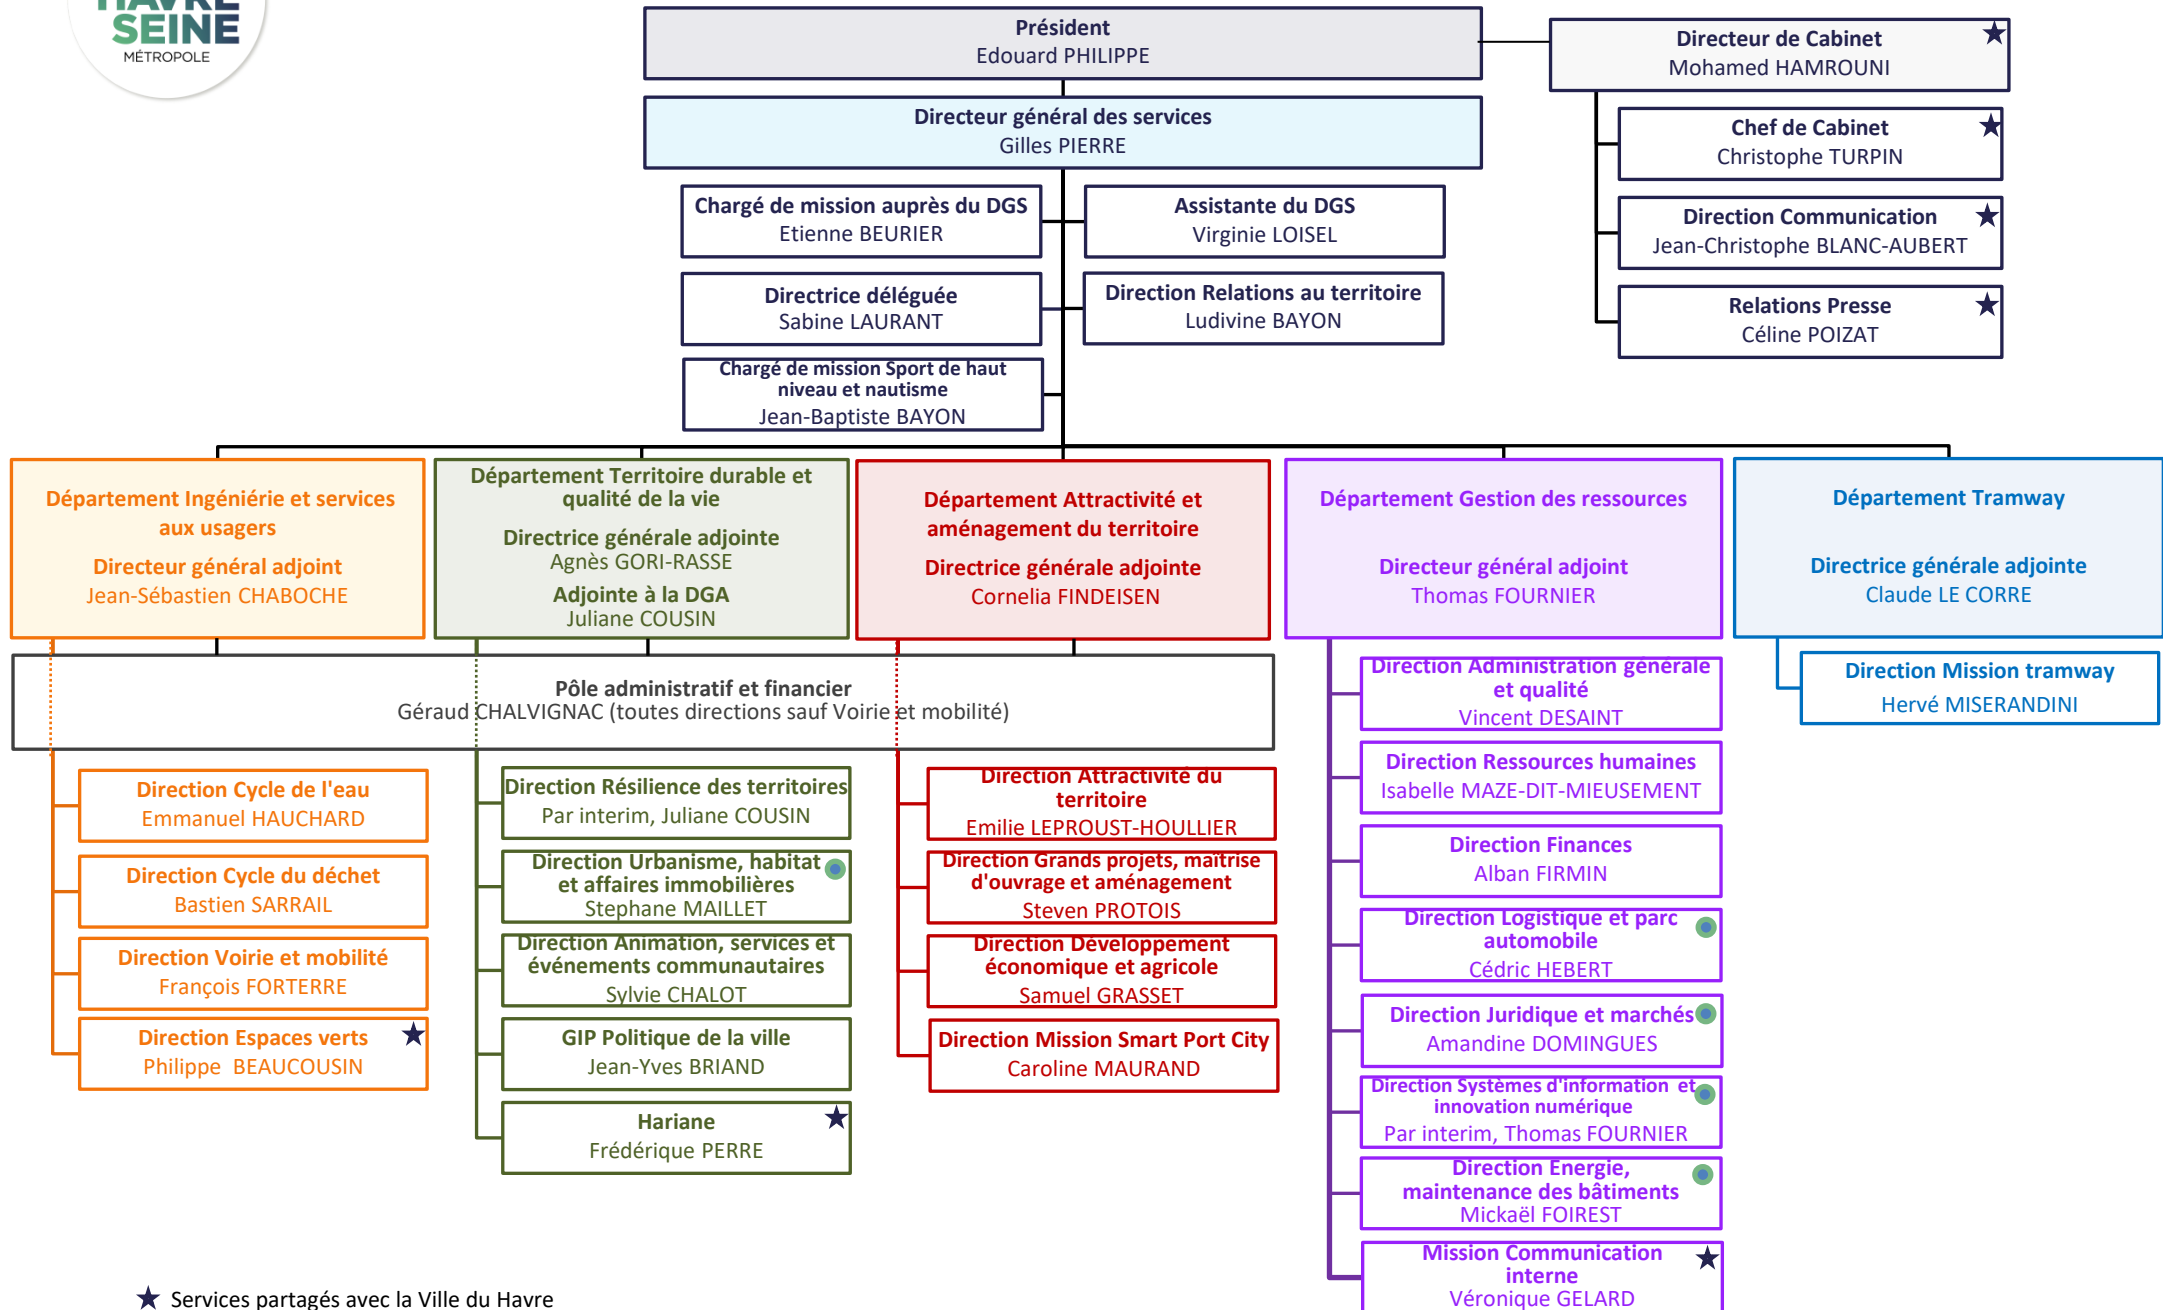 HAVRE
SEINE
MÉTROPOLE
Président
Edouard PHILIPPE
Directeur de Cabinet
Mohamed HAMROUNI
Directeur général des services
Gilles PIERRE
Chef de Cabinet
Christophe TURPIN
Direction Communication
Jean-Christophe BLANC-AUBERT
Relations Presse
Céline POIZAT
Chargé de mission auprès du DGS
Etienne BEURIER
Assistante du DGS
Virginie LOISEL
Directrice déléguée
Sabine LAURANT
Direction Relations au territoire
Ludivine BAYON
Chargé de mission Sport de haut
niveau et nautisme
Jean-Baptiste BAYON
Département Ingéniérie et services
aux usagers
Directeur général adjoint
Jean-Sébastien CHABOCHE
Département Territoire durable et
qualité de la vie
Directrice générale adjointe
Agnès GORI-RASSE
Adjointe à la DGA
Juliane COUSIN
Département Attractivité et
aménagement du territoire
Directrice générale adjointe
Cornelia FINDEISEN
Département Gestion des ressources
Directeur général adjoint
Thomas FOURNIER
Département Tramway
Directrice générale adjointe
Claude LE CORRE
Pôle administratif et financier
Géraud CHALVIGNAC (toutes directions sauf Voirie et mobilité)
Direction Cycle de l'eau
Emmanuel HAUCHARD
Direction Cycle du déchet
Bastien SARRAIL
Direction Voirie et mobilité
François FORTERRE
Direction Espaces verts
Philippe BEAUCOUSIN
Direction Résilience des territoires
Par interim, Juliane COUSIN
Direction Urbanisme, habitat
et affaires immobilières
Stephane MAILLET
Direction Animation, services et
événements communautaires
Sylvie CHALOT
GIP Politique de la ville
Jean-Yves BRIAND
Hariane
Frédérique PERRE
Direction Attractivité du
territoire
Emilie LEPROUST-HOULLIER
Direction Grands projets, maîtrise
d'ouvrage et aménagement
Steven PROTOIS
Direction Développement
économique et agricole
Samuel GRASSET
Direction Mission Smart Port City
Caroline MAURAND
Direction Administration générale
et qualité
Vincent DESAINT
Direction Ressources humaines
Isabelle MAZE-DIT-MIEUSEMENT
Direction Finances
Alban FIRMIN
Direction Logistique et parc
automobile
Cédric HEBERT
Direction Juridique et marchés
Amandine DOMINGUES
Direction Systèmes d'information et
innovation numérique
Par interim, Thomas FOURNIER
Direction Energie,
maintenance des bâtiments
Mickaël FOIREST
Mission Communication
interne
Véronique GELARD
Direction Mission tramway
Hervé MISERANDINI
★ Services partagés avec la Ville du Havre